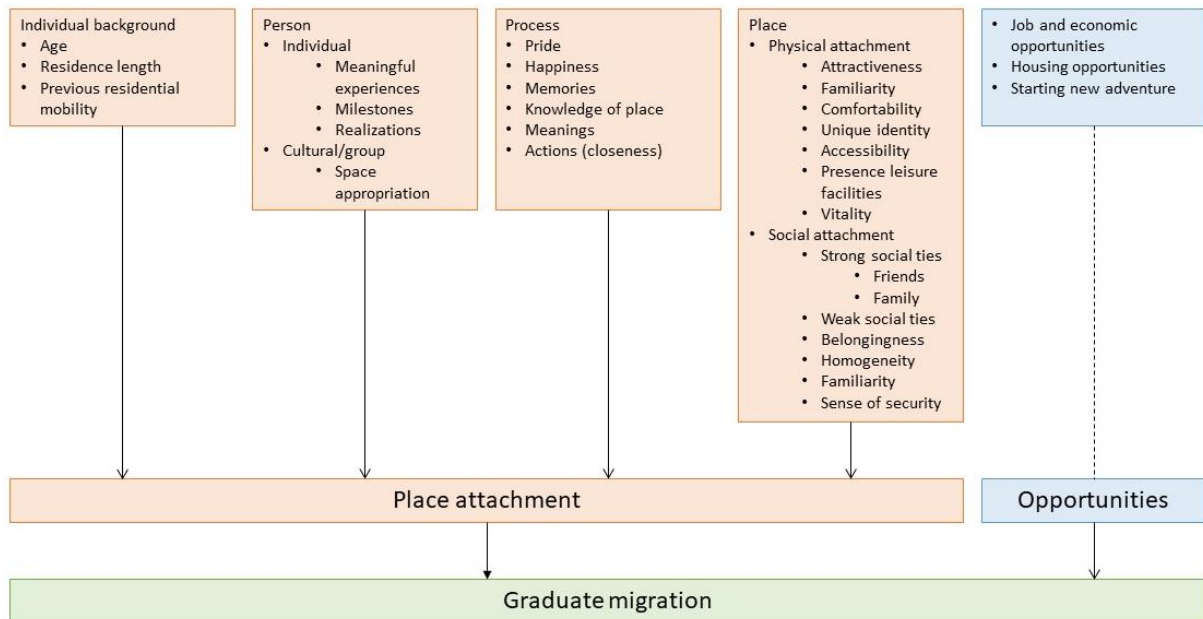 Individual background
• Age
• Residence length
• Previous residential
mobility
Person
• Individual
• Meaningful
experiences
• Milestones
• Realizations
• Cultural/group
• Space
appropriation
Process
• Pride
• Happiness
• Memories
• Knowledge of place
• Meanings
• Actions (closeness)
Place
• Physical attachment
• Attractiveness
• Familiarity
• Comfortability
• Unique identity
• Accessibility
• Presence leisure
facilities
• Vitality
• Social attachment
• Strong social ties
• Friends
• Family
• Weak social ties
• Belongingness
• Homogeneity
• Familiarity
• Sense of security
• Job and economic
opportunities
• Housing opportunities
• Starting new adventure
Place attachment
Opportunities
Graduate migration